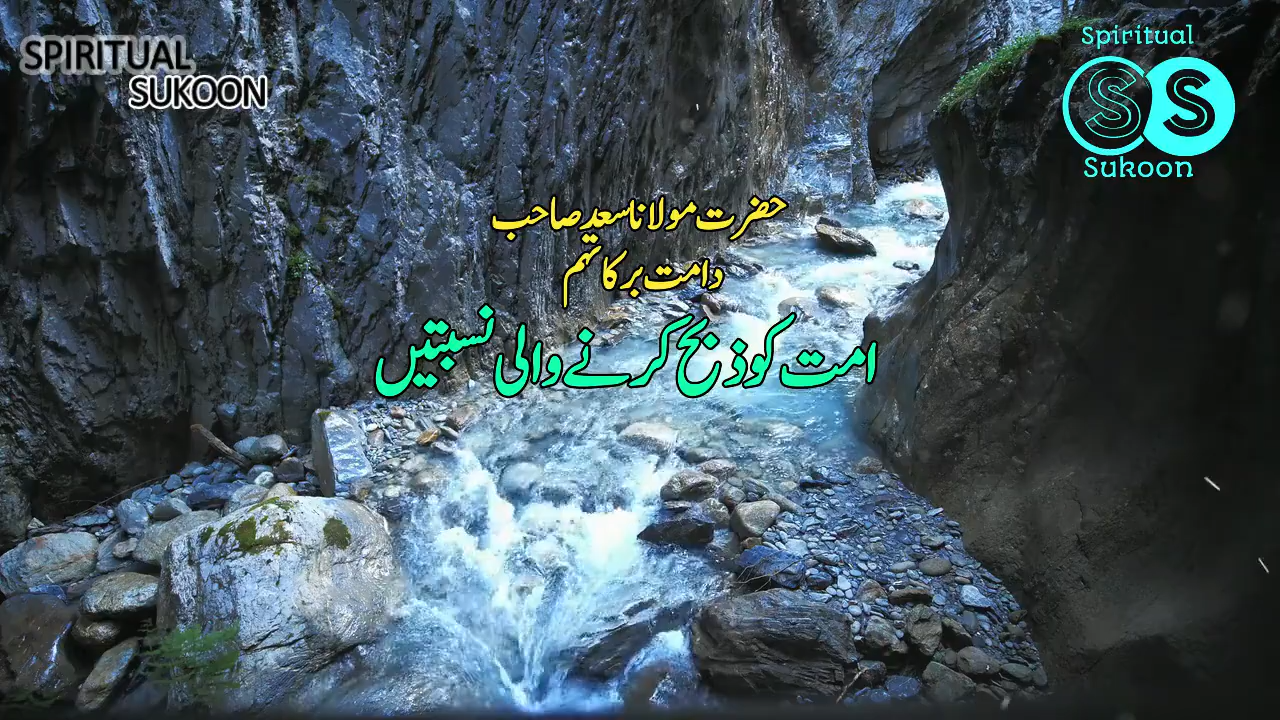 SPIRITUAL
SUKOON
Spiritual
SS
Sukoon
حضرت مولانا سعد صاحب
دامت برکاتہم
امت کو ذبح کرنے والی نسبتیں